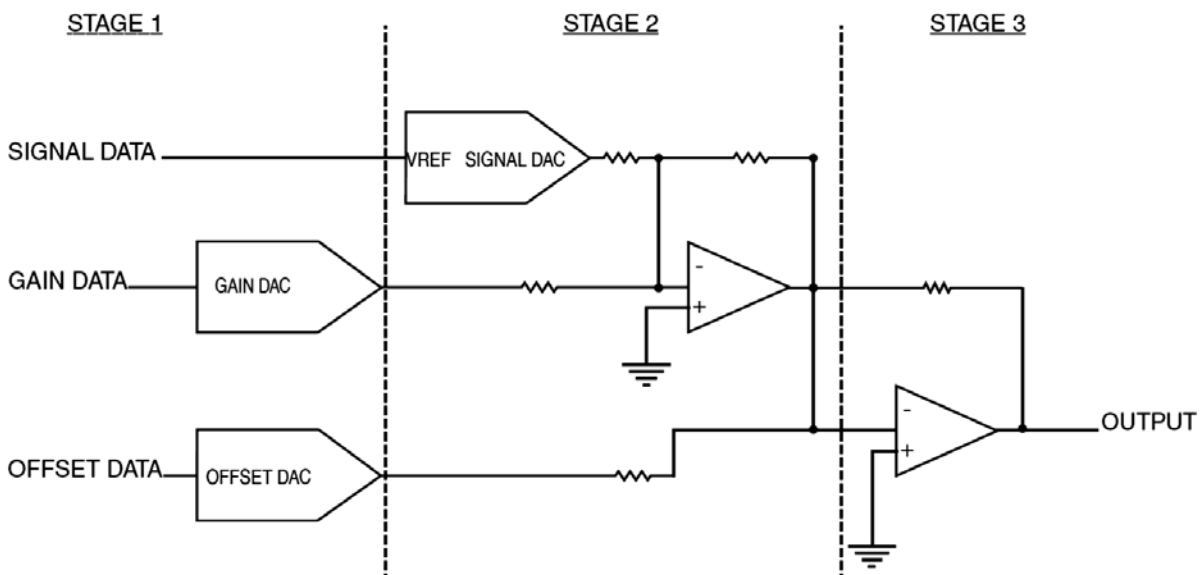 STAGE 1
STAGE 2
STAGE 3
SIGNAL DATA
VREF SIGNAL DAC
GAIN DATA
GAIN DAC
-
+
OFFSET DATA
OFFSET DAC
-
+
OUTPUT